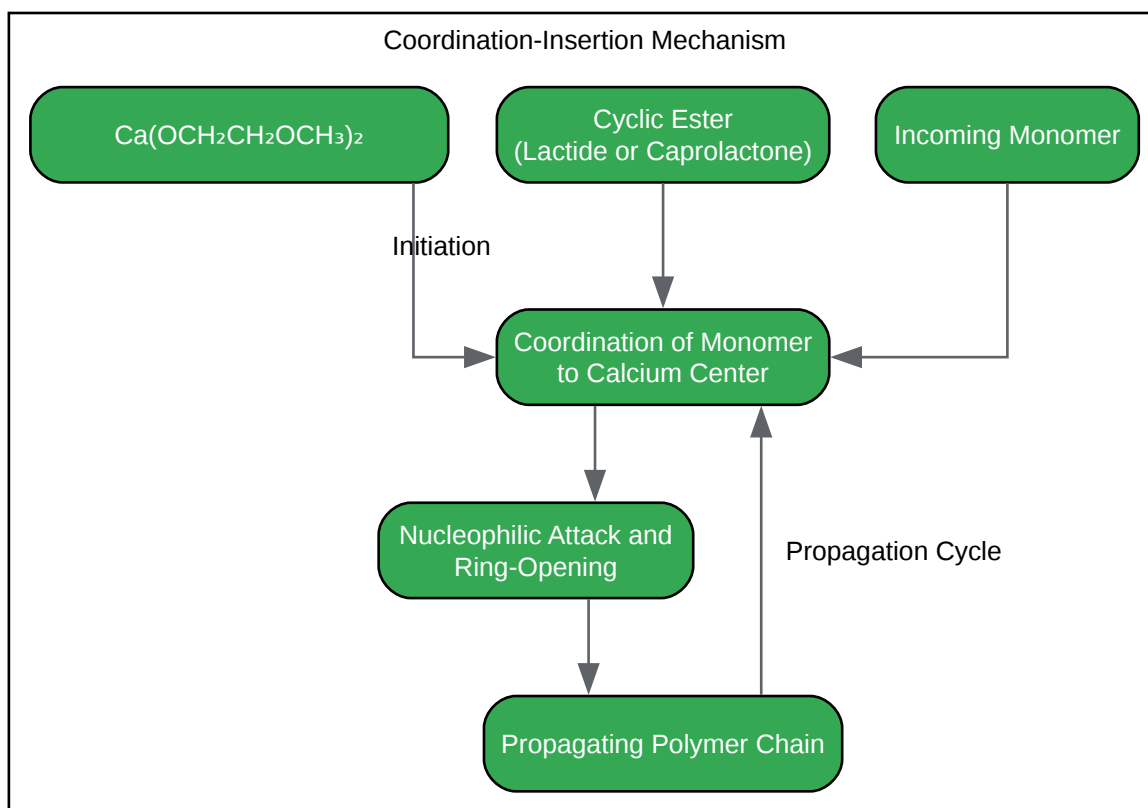 Coordination-Insertion Mechanism
Ca(OCH₂CH₂OCH₃)₂
Cyclic Ester
(Lactide or Caprolactone)
Incoming Monomer
Initiation
Coordination of Monomer
to Calcium Center
Nucleophilic Attack and
Ring-Opening
Propagation Cycle
Propagating Polymer Chain